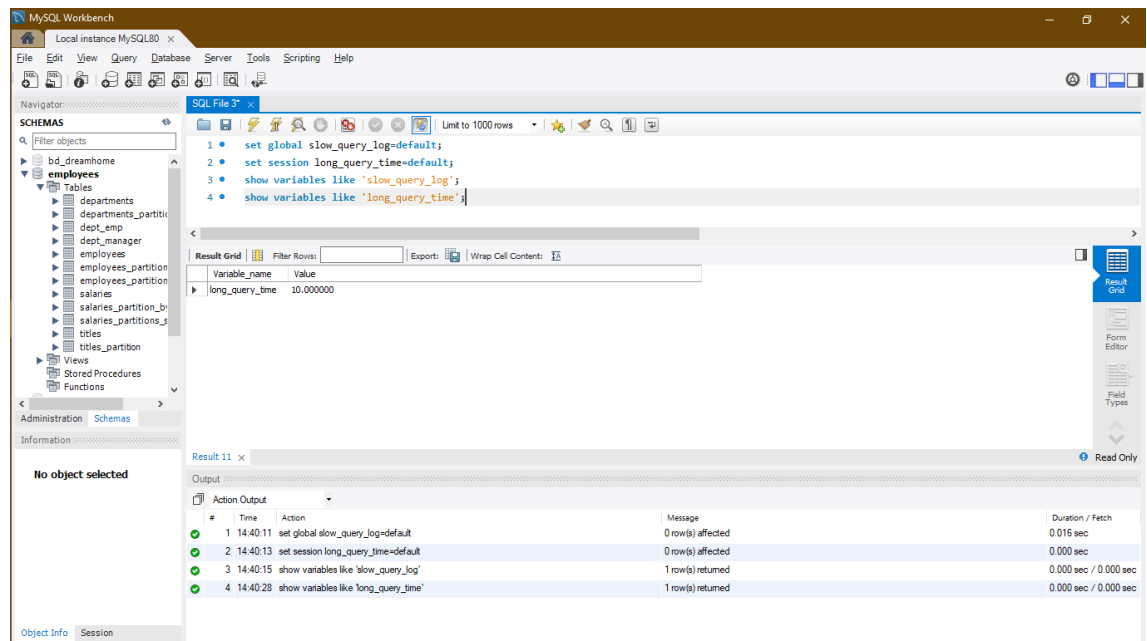 MySQL Workbench
Local instance MySQL80
File Edit View Query Database Server Tools Scripting Help
Navigator
SQL File 3*
SCHEMAS
Limit to 1000 rows
Filter objects
bd_dreamhome
employees
Tables
departments
departments_partitic
dept_emp
dept_manager
employees
employees_partition
employees_partition
salaries
salaries_partition_b
salaries_partitions_s
titles
titles_partition
Views
Stored Procedures
Functions
Administration Schemas
Information
No object selected
Object Info Session
1 set global slow_query_log=default;
2 set session long_query_time=default;
3 show variables like 'slow_query_log';
4 show variables like 'long_query_time';
Result Grid Filter Rows: Export: Wrap Cell Content:
Variable_name Value
long_query_time 10.000000
Result Grid
Form Editor
Field Types
Result 11
Read Only
Output
Action Output
# Time Action Message Duration / Fetch
1 14:40:11 set global slow_query_log=default 0 row(s) affected 0.016 sec
2 14:40:13 set session long_query_time=default 0 row(s) affected 0.000 sec
3 14:40:15 show variables like 'slow_query_log' 1 row(s) returned 0.000 sec / 0.000 sec
4 14:40:28 show variables like 'long_query_time' 1 row(s) returned 0.000 sec / 0.000 sec